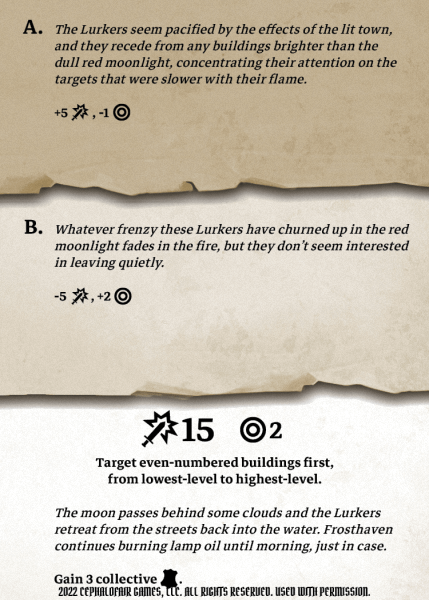 A. The Lurkers seem pacified by the effects of the lit town,
and they recede from any buildings brighter than the
dull red moonlight, concentrating their attention on the
targets that were slower with their flame.
+5 , -1
B. Whatever frenzy these Lurkers have churned up in the red
moonlight fades in the fire, but they don't seem interested
in leaving quietly.
-5 , +2
15 2
Target even-numbered buildings first,
from lowest-level to highest-level.
The moon passes behind some clouds and the Lurkers
retreat from the streets back into the water. Frosthaven
continues burning lamp oil until morning, just in case.
Gain 3 collective .
2022 CEPHALOFAIR GAMES, LLC. ALL RIGHTS RESERVED. USED WITH PERMISSION.